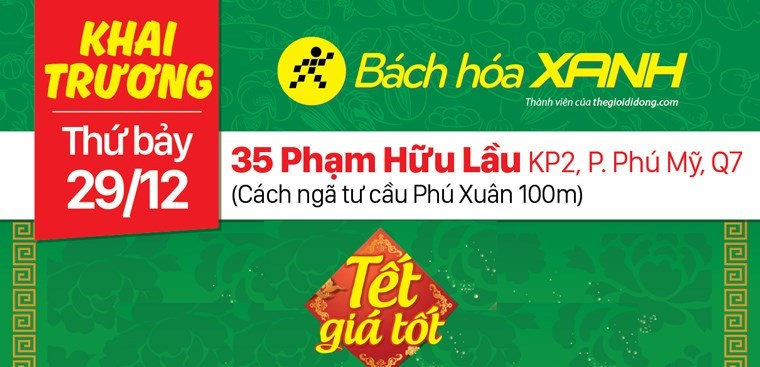 KHAI
TRƯƠNG
Thứ bảy
29/12
Bách hóa XANH
Thành viên của thegioididong.com
35 Phạm Hữu Lầu KP2, P. Phú Mỹ, Q7
(Cách ngã tư cầu Phú Xuân 100m)
Tết
giá tốt